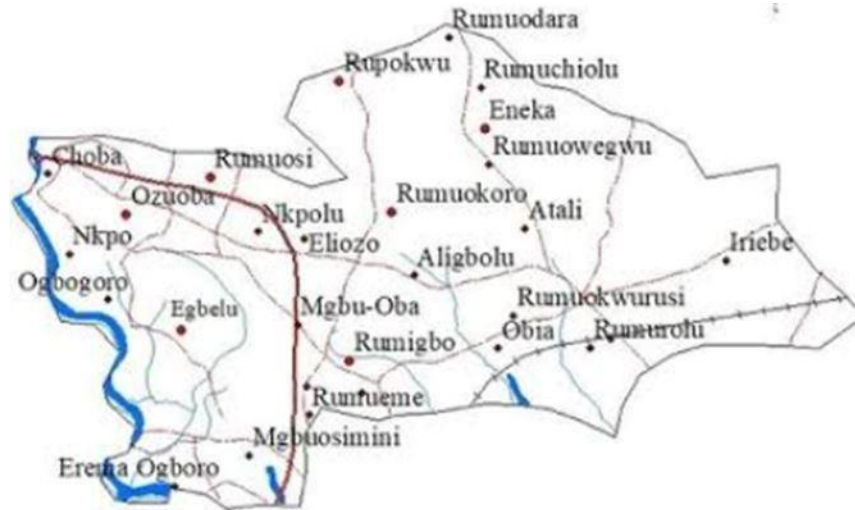 Rumuodara
Rupokwu
Rumuchiolu
Eneka
Rumuowegwu
Choba
Rumuosi
Ozuoba
Rumuokoro
Nkpolu
Atali
Nkpo
Eliozo
Iriebe
Aligbolu
Ogbogoro
Egbelu
Mgbu-Oba
Rumuokwurusi
Rumigbo
Obia
Rumurolu
Rumueme
Mgbuosimini
Erema Ogboro